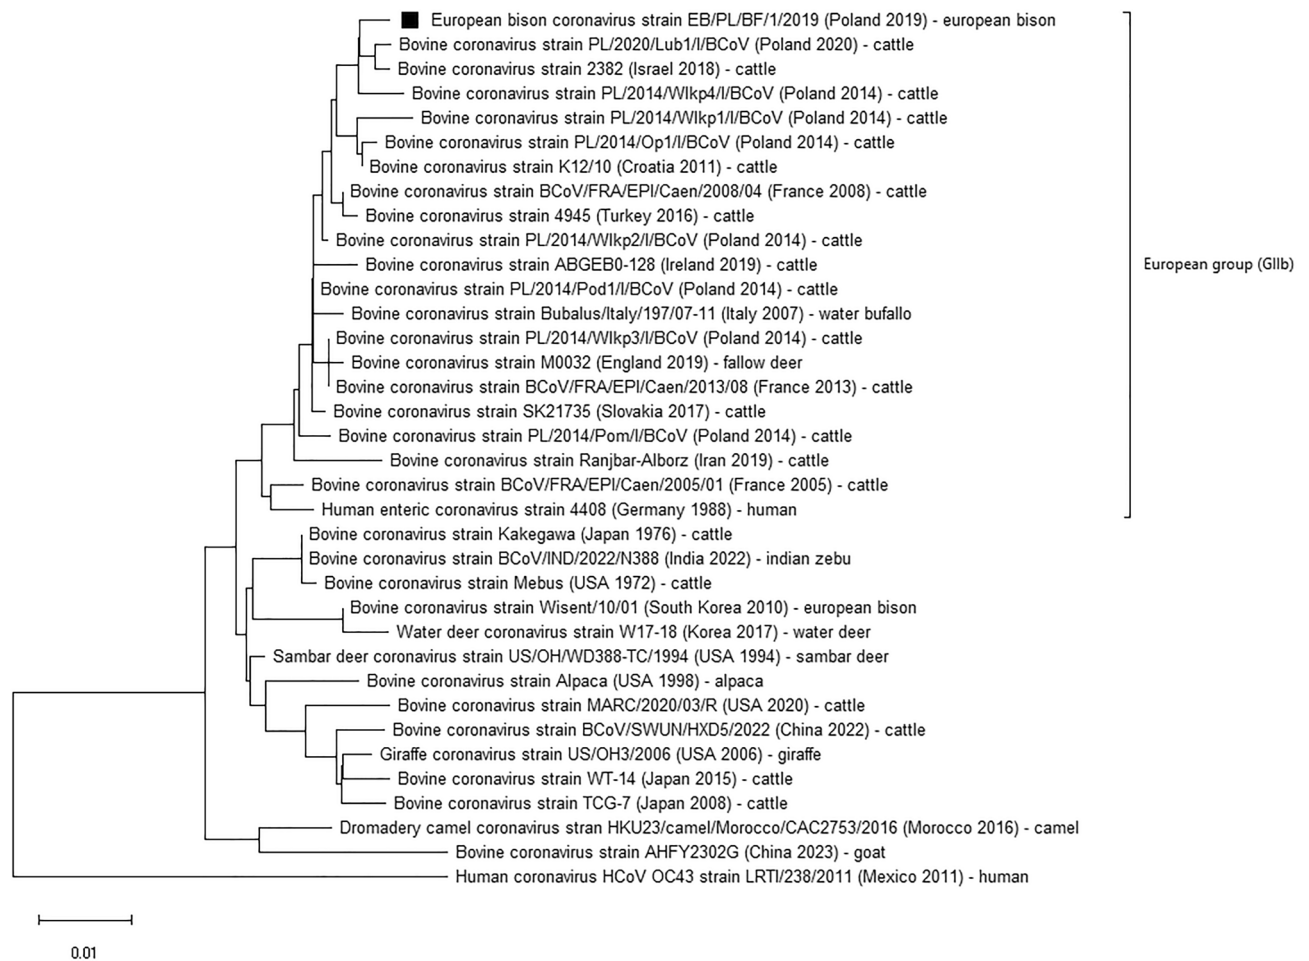 European bison coronavirus strain EB/PL/BF/1/2019 (Poland 2019) - european bison
Bovine coronavirus strain PL/2020/Lub1/I/BCoV (Poland 2020) - cattle
Bovine coronavirus strain 2382 (Israel 2018) - cattle
Bovine coronavirus strain PL/2014/Wlkp4/I/BCoV (Poland 2014) - cattle
Bovine coronavirus strain PL/2014/Wlkp1/I/BCoV (Poland 2014) - cattle
Bovine coronavirus strain PL/2014/Op1/I/BCoV (Poland 2014) - cattle
Bovine coronavirus strain K12/10 (Croatia 2011) - cattle
Bovine coronavirus strain BCoV/FRA/EPI/Caen/2008/04 (France 2008) - cattle
Bovine coronavirus strain 4945 (Turkey 2016) - cattle
Bovine coronavirus strain PL/2014/Wlkp2/I/BCoV (Poland 2014) - cattle
Bovine coronavirus strain ABGEB0-128 (Ireland 2019) - cattle
European group (GIIb)
Bovine coronavirus strain PL/2014/Pod1/I/BCoV (Poland 2014) - cattle
Bovine coronavirus strain Bubalus/Italy/197/07-11 (Italy 2007) - water bufallo
Bovine coronavirus strain PL/2014/Wlkp3/I/BCoV (Poland 2014) - cattle
Bovine coronavirus strain M0032 (England 2019) - fallow deer
Bovine coronavirus strain BCoV/FRA/EPI/Caen/2013/08 (France 2013) - cattle
Bovine coronavirus strain SK21735 (Slovakia 2017) - cattle
Bovine coronavirus strain PL/2014/Pom/I/BCoV (Poland 2014) - cattle
Bovine coronavirus strain Ranjbar-Alborz (Iran 2019) - cattle
Bovine coronavirus strain BCoV/FRA/EPI/Caen/2005/01 (France 2005) - cattle
Human enteric coronavirus strain 4408 (Germany 1988) - human
Bovine coronavirus strain Kakegawa (Japan 1976) - cattle
Bovine coronavirus strain BCoV/IND/2022/N388 (India 2022) - indian zebu
Bovine coronavirus strain Mebus (USA 1972) - cattle
Bovine coronavirus strain Wisent/10/01 (South Korea 2010) - european bison
Water deer coronavirus strain W17-18 (Korea 2017) - water deer
Sambar deer coronavirus strain US/OH/WD388-TC/1994 (USA 1994) - sambar deer
Bovine coronavirus strain Alpaca (USA 1998) - alpaca
Bovine coronavirus strain MARC/2020/03/R (USA 2020) - cattle
Bovine coronavirus strain BCoV/SWUN/HXD5/2022 (China 2022) - cattle
Giraffe coronavirus strain US/OH3/2006 (USA 2006) - giraffe
Bovine coronavirus strain WT-14 (Japan 2015) - cattle
Bovine coronavirus strain TCG-7 (Japan 2008) - cattle
Dromadery camel coronavirus stran HKU23/camel/Morocco/CAC2753/2016 (Morocco 2016) - camel
Bovine coronavirus strain AHFY2302G (China 2023) - goat
Human coronavirus HCoV OC43 strain LRTI/238/2011 (Mexico 2011) - human
0.01